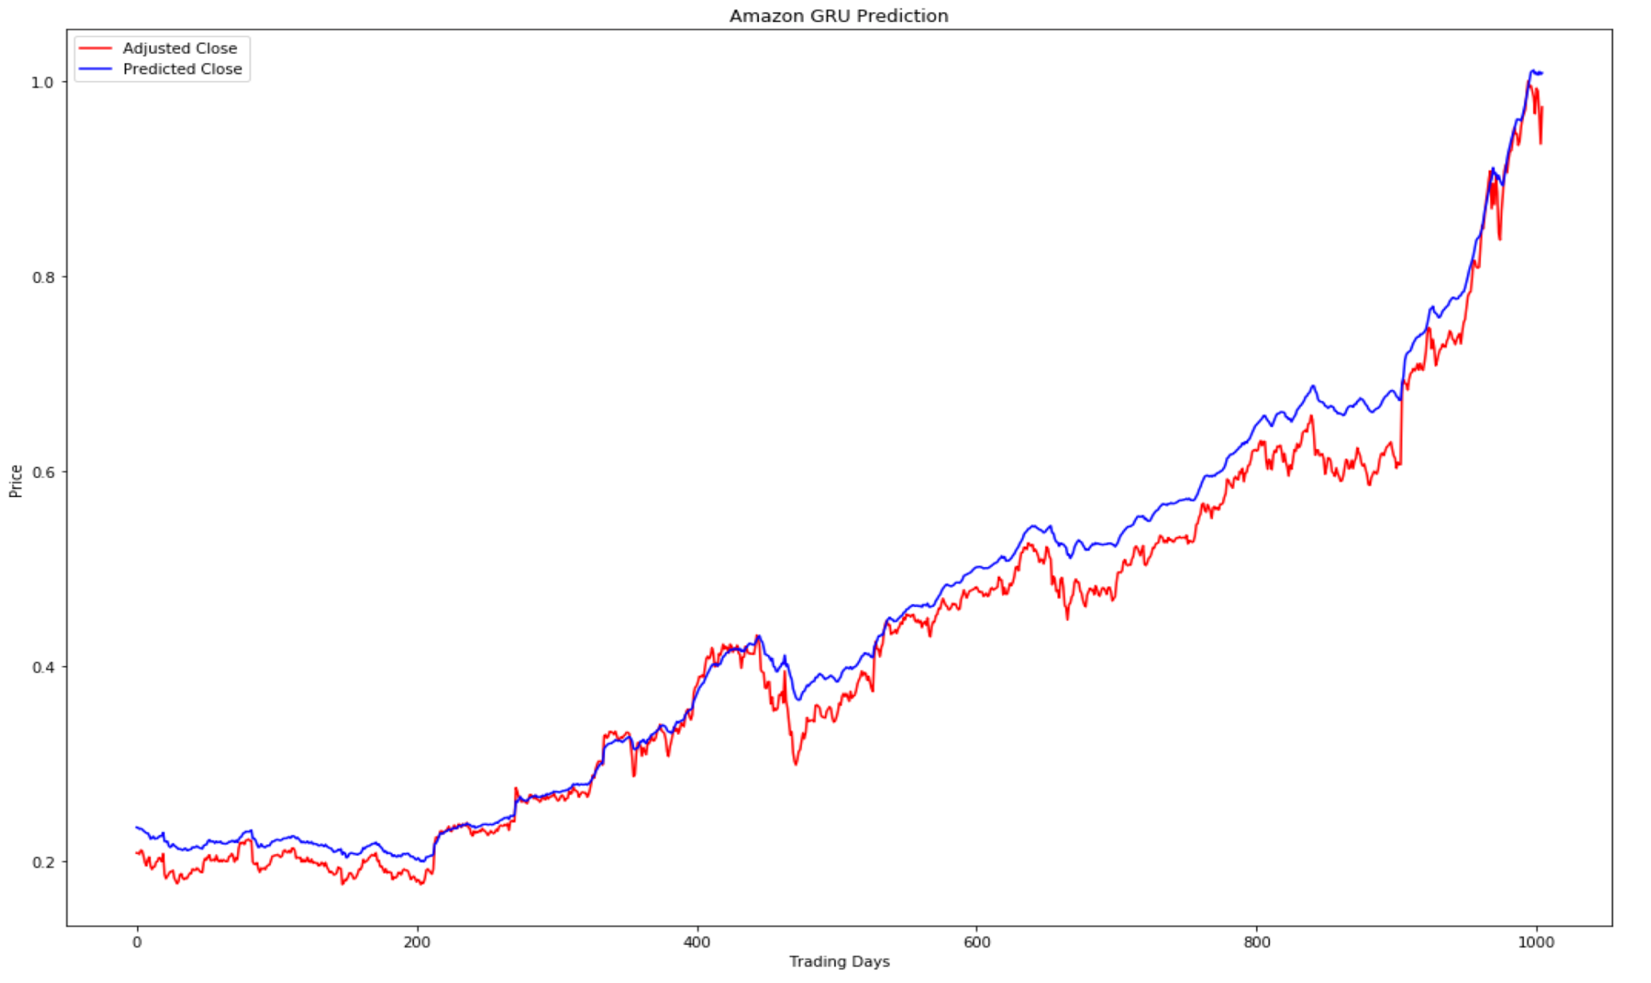 Amazon GRU Prediction
Adjusted Close
Predicted Close
1.0
0.8
0.6
0.4
0.2
Price
0 200 400 600 800 1000
Trading Days